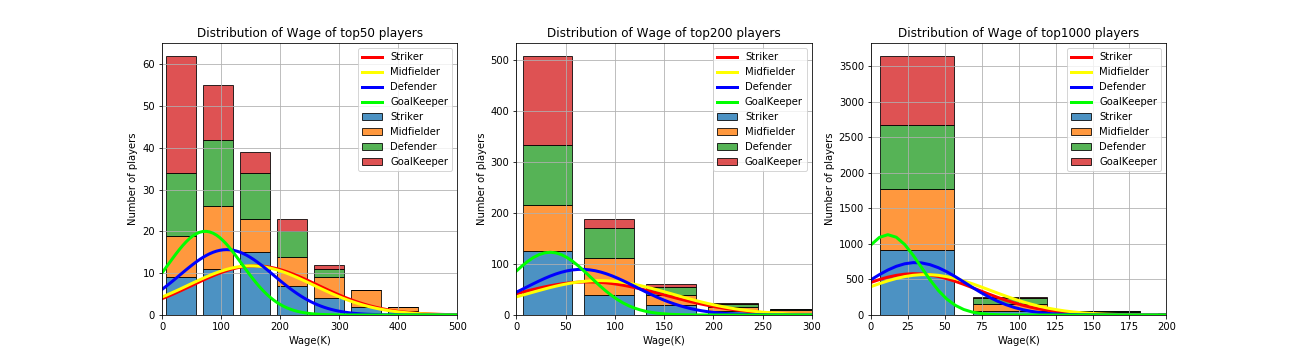 Distribution of Wage of top50 players
Number of players
60
50
40
30
20
10
0
0 100 200 300 400 500
Wage(K)
Striker
Midfielder
Defender
GoalKeeper
Striker
Midfielder
Defender
GoalKeeper
Distribution of Wage of top200 players
Number of players
500
400
300
200
100
0
0 50 100 150 200 250 300
Wage(K)
Striker
Midfielder
Defender
GoalKeeper
Striker
Midfielder
Defender
GoalKeeper
Distribution of Wage of top1000 players
Number of players
3500
3000
2500
2000
1500
1000
500
0
0 25 50 75 100 125 150 175 200
Wage(K)
Striker
Midfielder
Defender
GoalKeeper
Striker
Midfielder
Defender
GoalKeeper